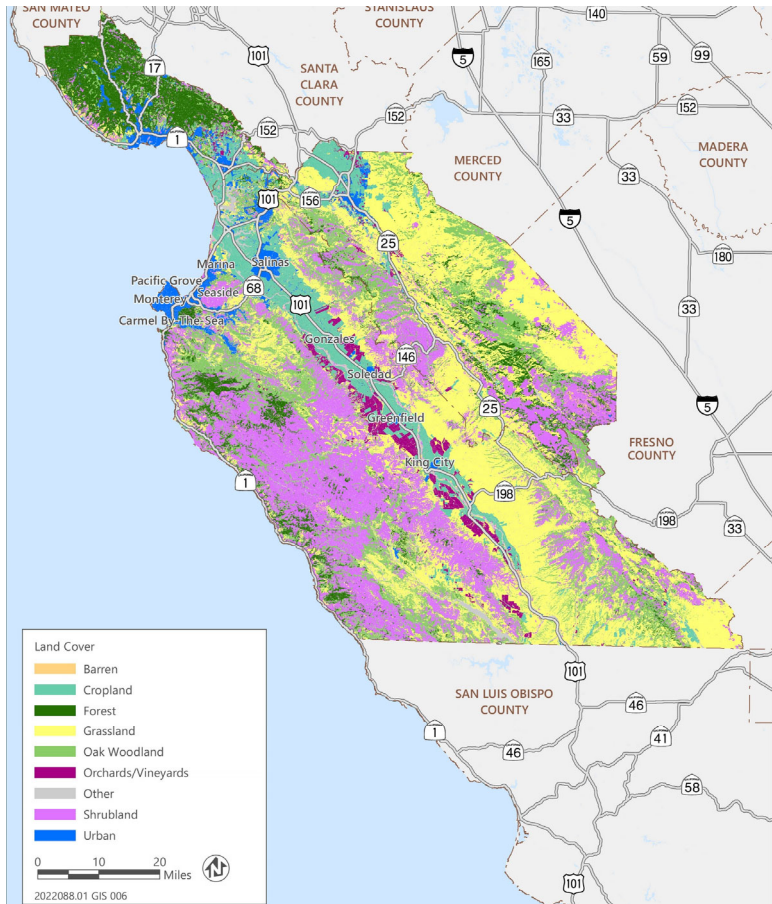 SAN MATEO
COUNTY
STANISLAUS
COUNTY
140
17
101
5
165
59
99
SANTA
CLARA
COUNTY
152
152
33
152
1
MERCED
COUNTY
MADERA
COUNTY
33
101
156
5
25
180
Marina
Salinas
Pacific Grove
Seaside
Monterey
68
Carmel By-The-Sea
101
33
Gonzales
146
Soledad
25
5
Greenfield
FRESNO
COUNTY
King City
1
198
198
33
Land Cover
Barren
Cropland
Forest
Grassland
Oak Woodland
Orchards/Vineyards
Other
Shrubland
Urban
0 10 20
Miles
N
2022088.01 GIS 006
101
SAN LUIS OBISPO
COUNTY
46
1
46
41
58
101